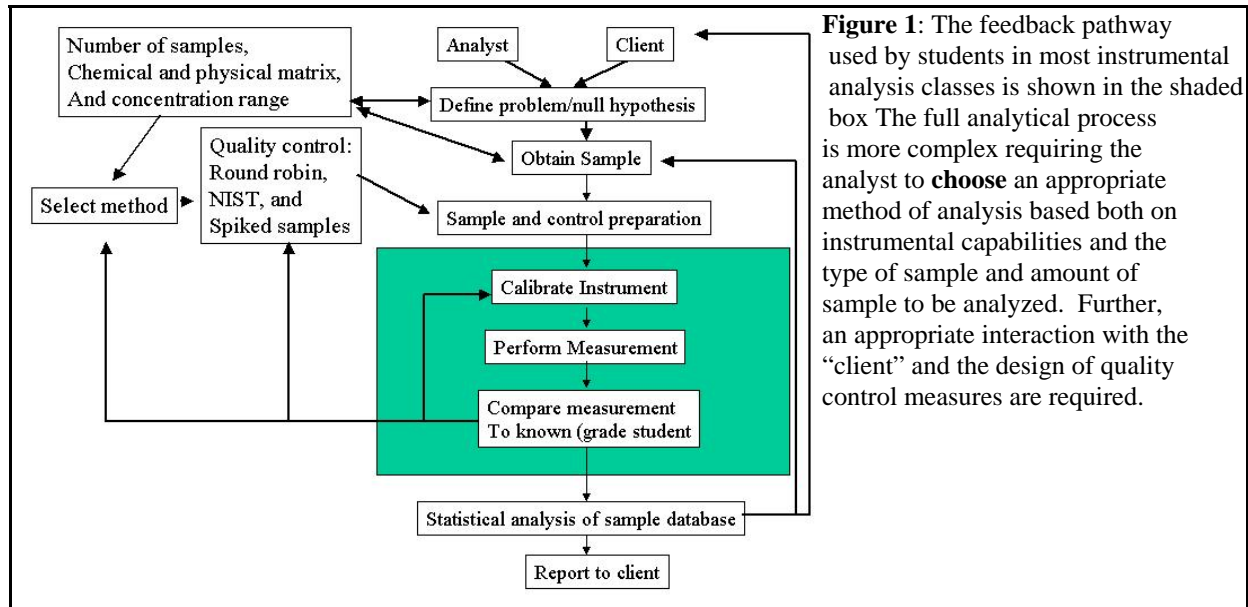 Number of samples,
Chemical and physical matrix,
And concentration range
Analyst
Client
Define problem/null hypothesis
Obtain Sample
Quality control:
Round robin,
NIST, and
Spiked samples
Select method
Sample and control preparation
Calibrate Instrument
Perform Measurement
Compare measurement
To known (grade student
Statistical analysis of sample database
Report to client
Figure 1: The feedback pathway
used by students in most instrumental
analysis classes is shown in the shaded
box The full analytical process
is more complex requiring the
analyst to choose an appropriate
method of analysis based both on
instrumental capabilities and the
type of sample and amount of
sample to be analyzed. Further,
an appropriate interaction with the
“client” and the design of quality
control measures are required.